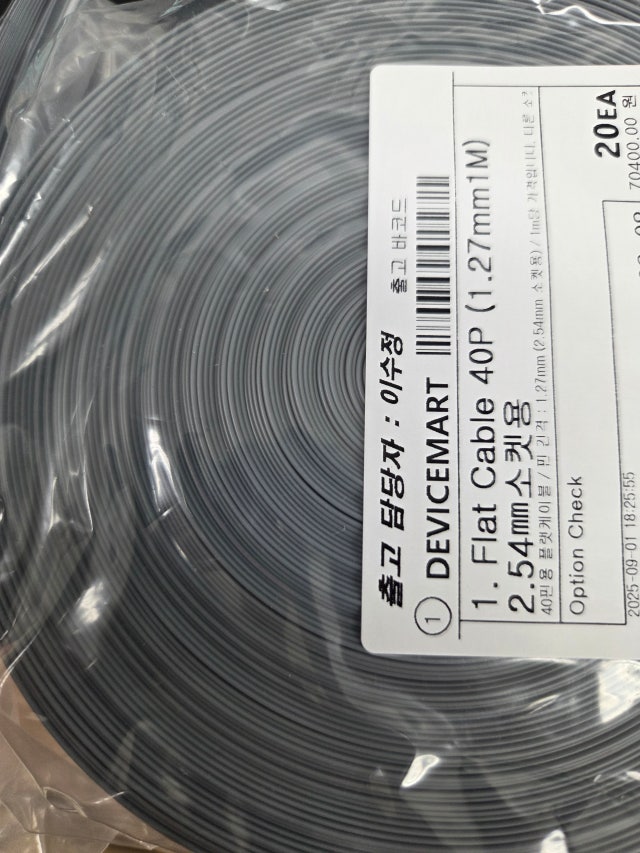 출고 담당자 : 이수정
출고 바코드
1 DEVICEMART
1. Flat Cable 40P (1.27mm1M)
2.54㎜소켓용
40핀용 플랫케이블 / 핀 간격 : 1.27mm (2.54mm 소켓용) / 1m당 가격입니다. 다른 소
Option Check
20EA
70400.00 원
2025-09-01 18:25:55